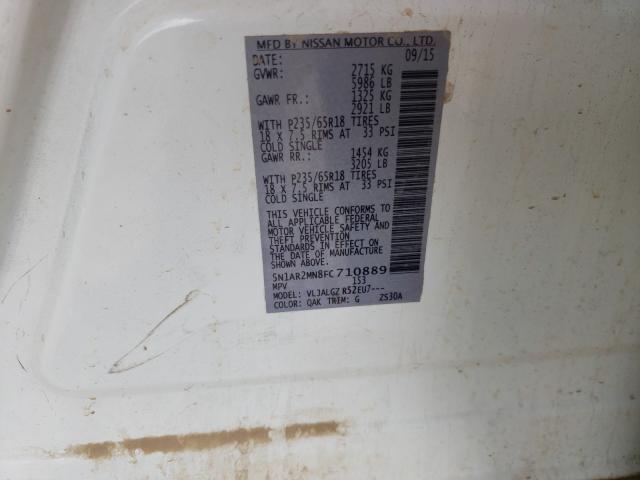 MFD BY NISSAN MOTOR CO., LTD.
DATE: 09/15
GVWR: 2715 KG
5986 LB
GAWR FR.: 1325 KG
2921 LB
WITH P235/65R18 TIRES
18 X 7.5 RIMS AT 33 PSI
COLD SINGLE
GAWR RR.: 1454 KG
3205 LB
WITH P235/65R18 TIRES
18 X 7.5 RIMS AT 33 PSI
COLD SINGLE
THIS VEHICLE CONFORMS TO
ALL APPLICABLE FEDERAL
MOTOR VEHICLE SAFETY AND
THEFT PREVENTION
STANDARDS IN EFFECT ON
THE DATE OF MANUFACTURE
SHOWN ABOVE.
5N1AR2MN8FC710889
MPV 1S3
MODEL: VLJALGZ R52EU7---
COLOR: QAK TRIM: G 2S30A